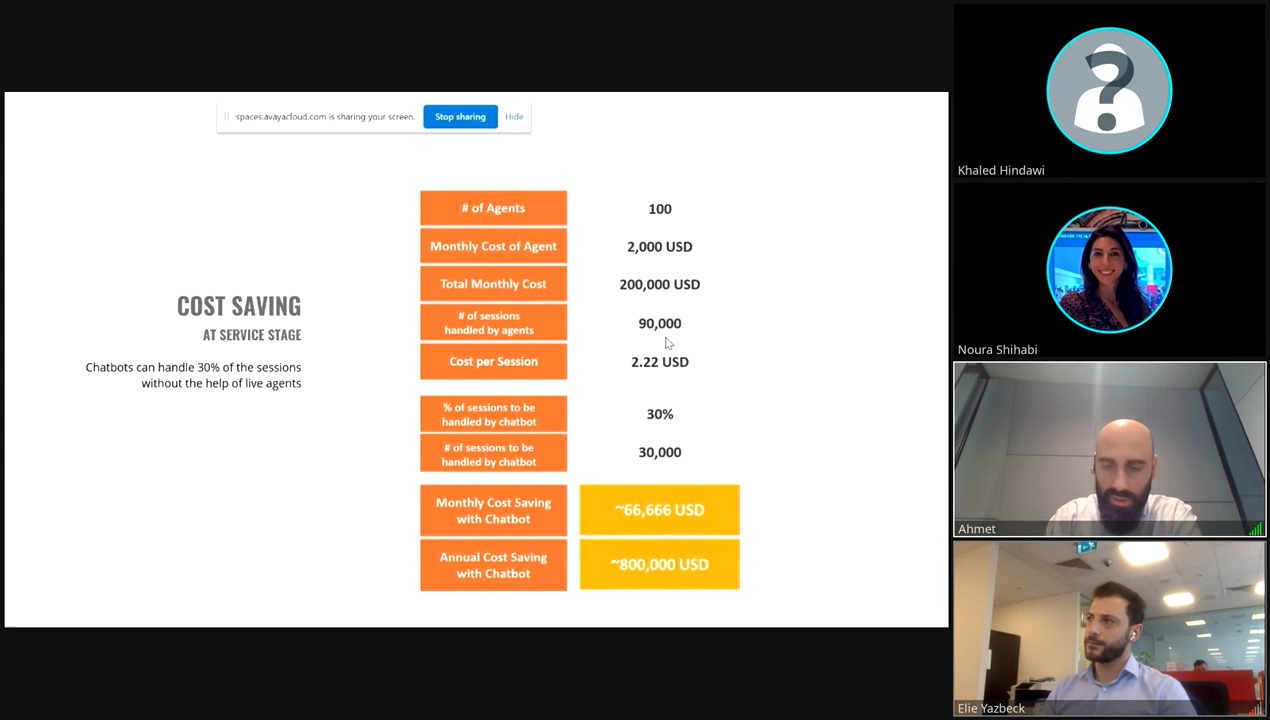 spaces.avayacloud.com is sharing your screen.
Stop sharing
Hide
COST SAVING
AT SERVICE STAGE
Chatbots can handle 30% of the sessions
without the help of live agents
# of Agents
100
Monthly Cost of Agent
2,000 USD
Total Monthly Cost
200,000 USD
# of sessions
handled by agents
90,000
Cost per Session
2.22 USD
% of sessions to be
handled by chatbot
30%
# of sessions to be
handled by chatbot
30,000
Monthly Cost Saving
with Chatbot
~66,666 USD
Annual Cost Saving
with Chatbot
~800,000 USD
?
Khaled Hindawi
Noura Shihabi
Ahmet
Elie Yazbeck